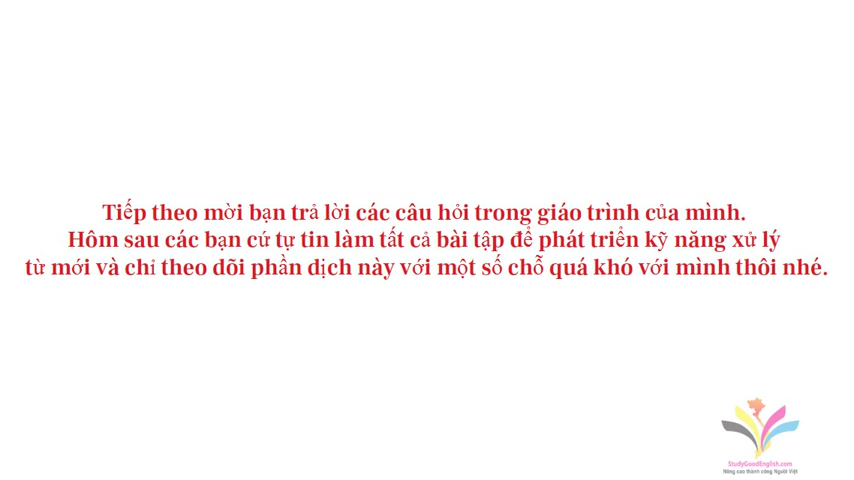 Tiếp theo mời bạn trả lời các câu hỏi trong giáo trình của mình.
Hôm sau các bạn cứ tự tin làm tất cả bài tập để phát triển kỹ năng xử lý
từ mới và chỉ theo dõi phần dịch này với một số chỗ quá khó với mình thôi nhé.
StudyGoodEnglish.com
Nâng cao thành công Người Việt